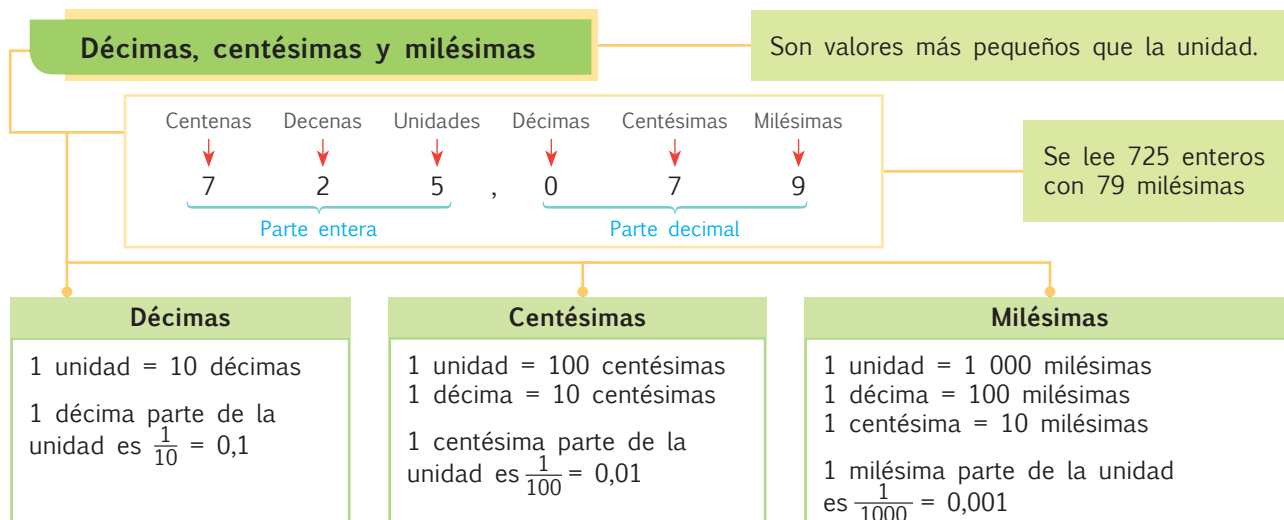 Décimas, centésimas y milésimas
Son valores más pequeños que la unidad.
Centenas Decenas Unidades Décimas Centésimas Milésimas
7 2 5 , 0 7 9
Parte entera Parte decimal
Se lee 725 enteros
con 79 milésimas
Décimas
1 unidad = 10 décimas
1 décima parte de la
unidad es 1/10 = 0,1
Centésimas
1 unidad = 100 centésimas
1 décima = 10 centésimas
1 centésima parte de la
unidad es 1/100 = 0,01
Milésimas
1 unidad = 1 000 milésimas
1 décima = 100 milésimas
1 centésima = 10 milésimas
1 milésima parte de la unidad
es 1/1000 = 0,001